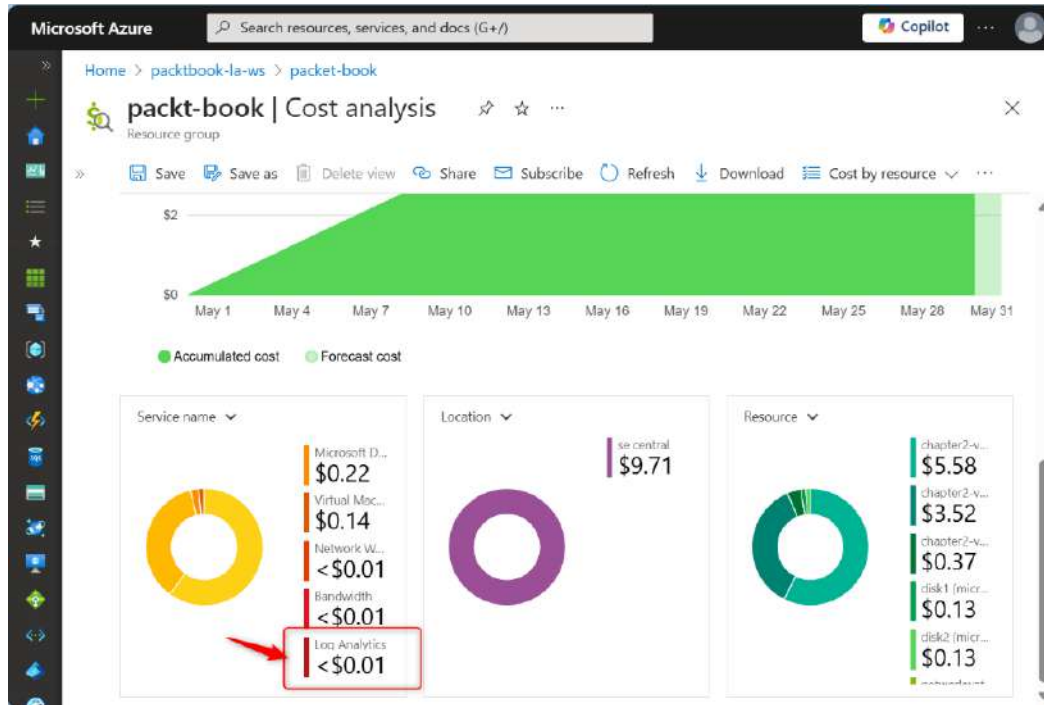 Microsoft Azure
Search resources, services, and docs (G+/)
Copilot
Home > packtbook-la-ws > packet-book
packt-book | Cost analysis
Resource group
Save Save as Delete view Share Subscribe Refresh Download Cost by resource
$2
$0
May 1 May 4 May 7 May 10 May 13 May 16 May 19 May 22 May 25 May 28 May 31
Accumulated cost Forecast cost
Service name
Microsoft D...
$0.22
Virtual Mac...
$0.14
Network W...
<$0.01
Bandwidth
<$0.01
Log Analytics
<$0.01
Location
se central
$9.71
Resource
chapter2-v...
$5.58
chapter2-v...
$3.52
chapter2-v...
$0.37
disk1 (micr...
$0.13
disk2 (micr...
$0.13